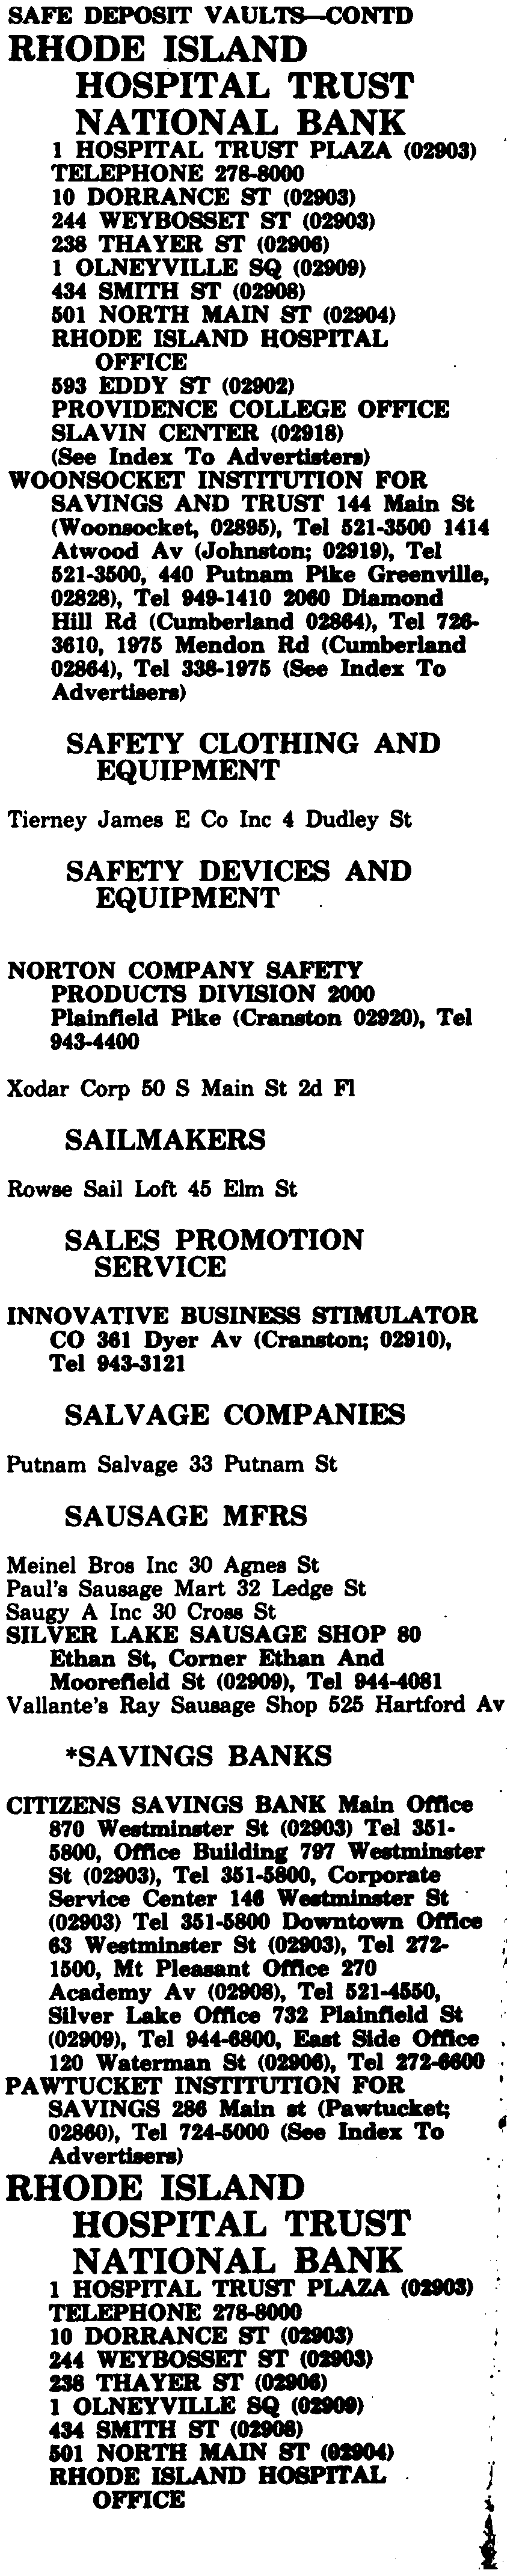 SAFE DEPOSIT VAULTS—CONTD
RHODE ISLAND
HOSPITAL TRUST
NATIONAL BANK
1 HOSPITAL TRUST PLAZA (02903)
TELEPHONE 278-8000
10 DORRANCE ST (02903)
244 WEYBOSSET ST (02903)
238 THAYER ST (02906)
1 OLNEYVILLE SQ (02909)
434 SMITH ST (02908)
501 NORTH MAIN ST (02904)
RHODE ISLAND HOSPITAL
OFFICE
593 EDDY ST (02902)
PROVIDENCE COLLEGE OFFICE
SLAVIN CENTER (02918)
(See Index To Advertisters)
WOONSOCKET INSTITUTION FOR
SAVINGS AND TRUST 144 Main St
(Woonsocket, 02895), Tel 521-3500 1414
Atwood Av (Johnston; 02919), Tel
521-3500, 440 Putnam Pike Greenville,
02828), Tel 949-1410 2060 Diamond
Hill Rd (Cumberland 02864), Tel 726-
3610, 1975 Mendon Rd (Cumberland
02864), Tel 338-1975 (See Index To
Advertisers)
SAFETY CLOTHING AND
EQUIPMENT
Tierney James E Co Inc 4 Dudley St
SAFETY DEVICES AND
EQUIPMENT
NORTON COMPANY SAFETY
PRODUCTS DIVISION 2000
Plainfield Pike (Cranston 02920), Tel
943-4400
Xodar Corp 50 S Main St 2d Fl
SAILMAKERS
Rowse Sail Loft 45 Elm St
SALES PROMOTION
SERVICE
INNOVATIVE BUSINESS STIMULATOR
CO 361 Dyer Av (Cranston; 02910),
Tel 943-3121
SALVAGE COMPANIES
Putnam Salvage 33 Putnam St
SAUSAGE MFRS
Meinel Bros Inc 30 Agnes St
Paul's Sausage Mart 32 Ledge St
Saugy A Inc 30 Cross St
SILVER LAKE SAUSAGE SHOP 80
Ethan St, Corner Ethan And
Moorefield St (02909), Tel 944-4081
Vallante's Ray Sausage Shop 525 Hartford Av
*SAVINGS BANKS
CITIZENS SAVINGS BANK Main Office
870 Westminster St (02903) Tel 351-
5800, Office Building 797 Westminster
St (02903), Tel 351-5800, Corporate
Service Center 146 Westminster St
(02903) Tel 351-5800 Downtown Office
63 Westminster St (02903), Tel 272-
1500, Mt Pleasant Office 270
Academy Av (02908), Tel 521-4550,
Silver Lake Office 732 Plainfield St
(02909), Tel 944-6800, East Side Office
120 Waterman St (02906), Tel 272-6600
PAWTUCKET INSTITUTION FOR
SAVINGS 286 Main st (Pawtucket;
02860), Tel 724-5000 (See Index To
Advertisers)
RHODE ISLAND
HOSPITAL TRUST
NATIONAL BANK
1 HOSPITAL TRUST PLAZA (02903)
TELEPHONE 278-8000
10 DORRANCE ST (02903)
244 WEYBOSSET ST (02903)
238 THAYER ST (02906)
1 OLNEYVILLE SQ (02909)
434 SMITH ST (02908)
501 NORTH MAIN ST (02904)
RHODE ISLAND HOSPITAL
OFFICE